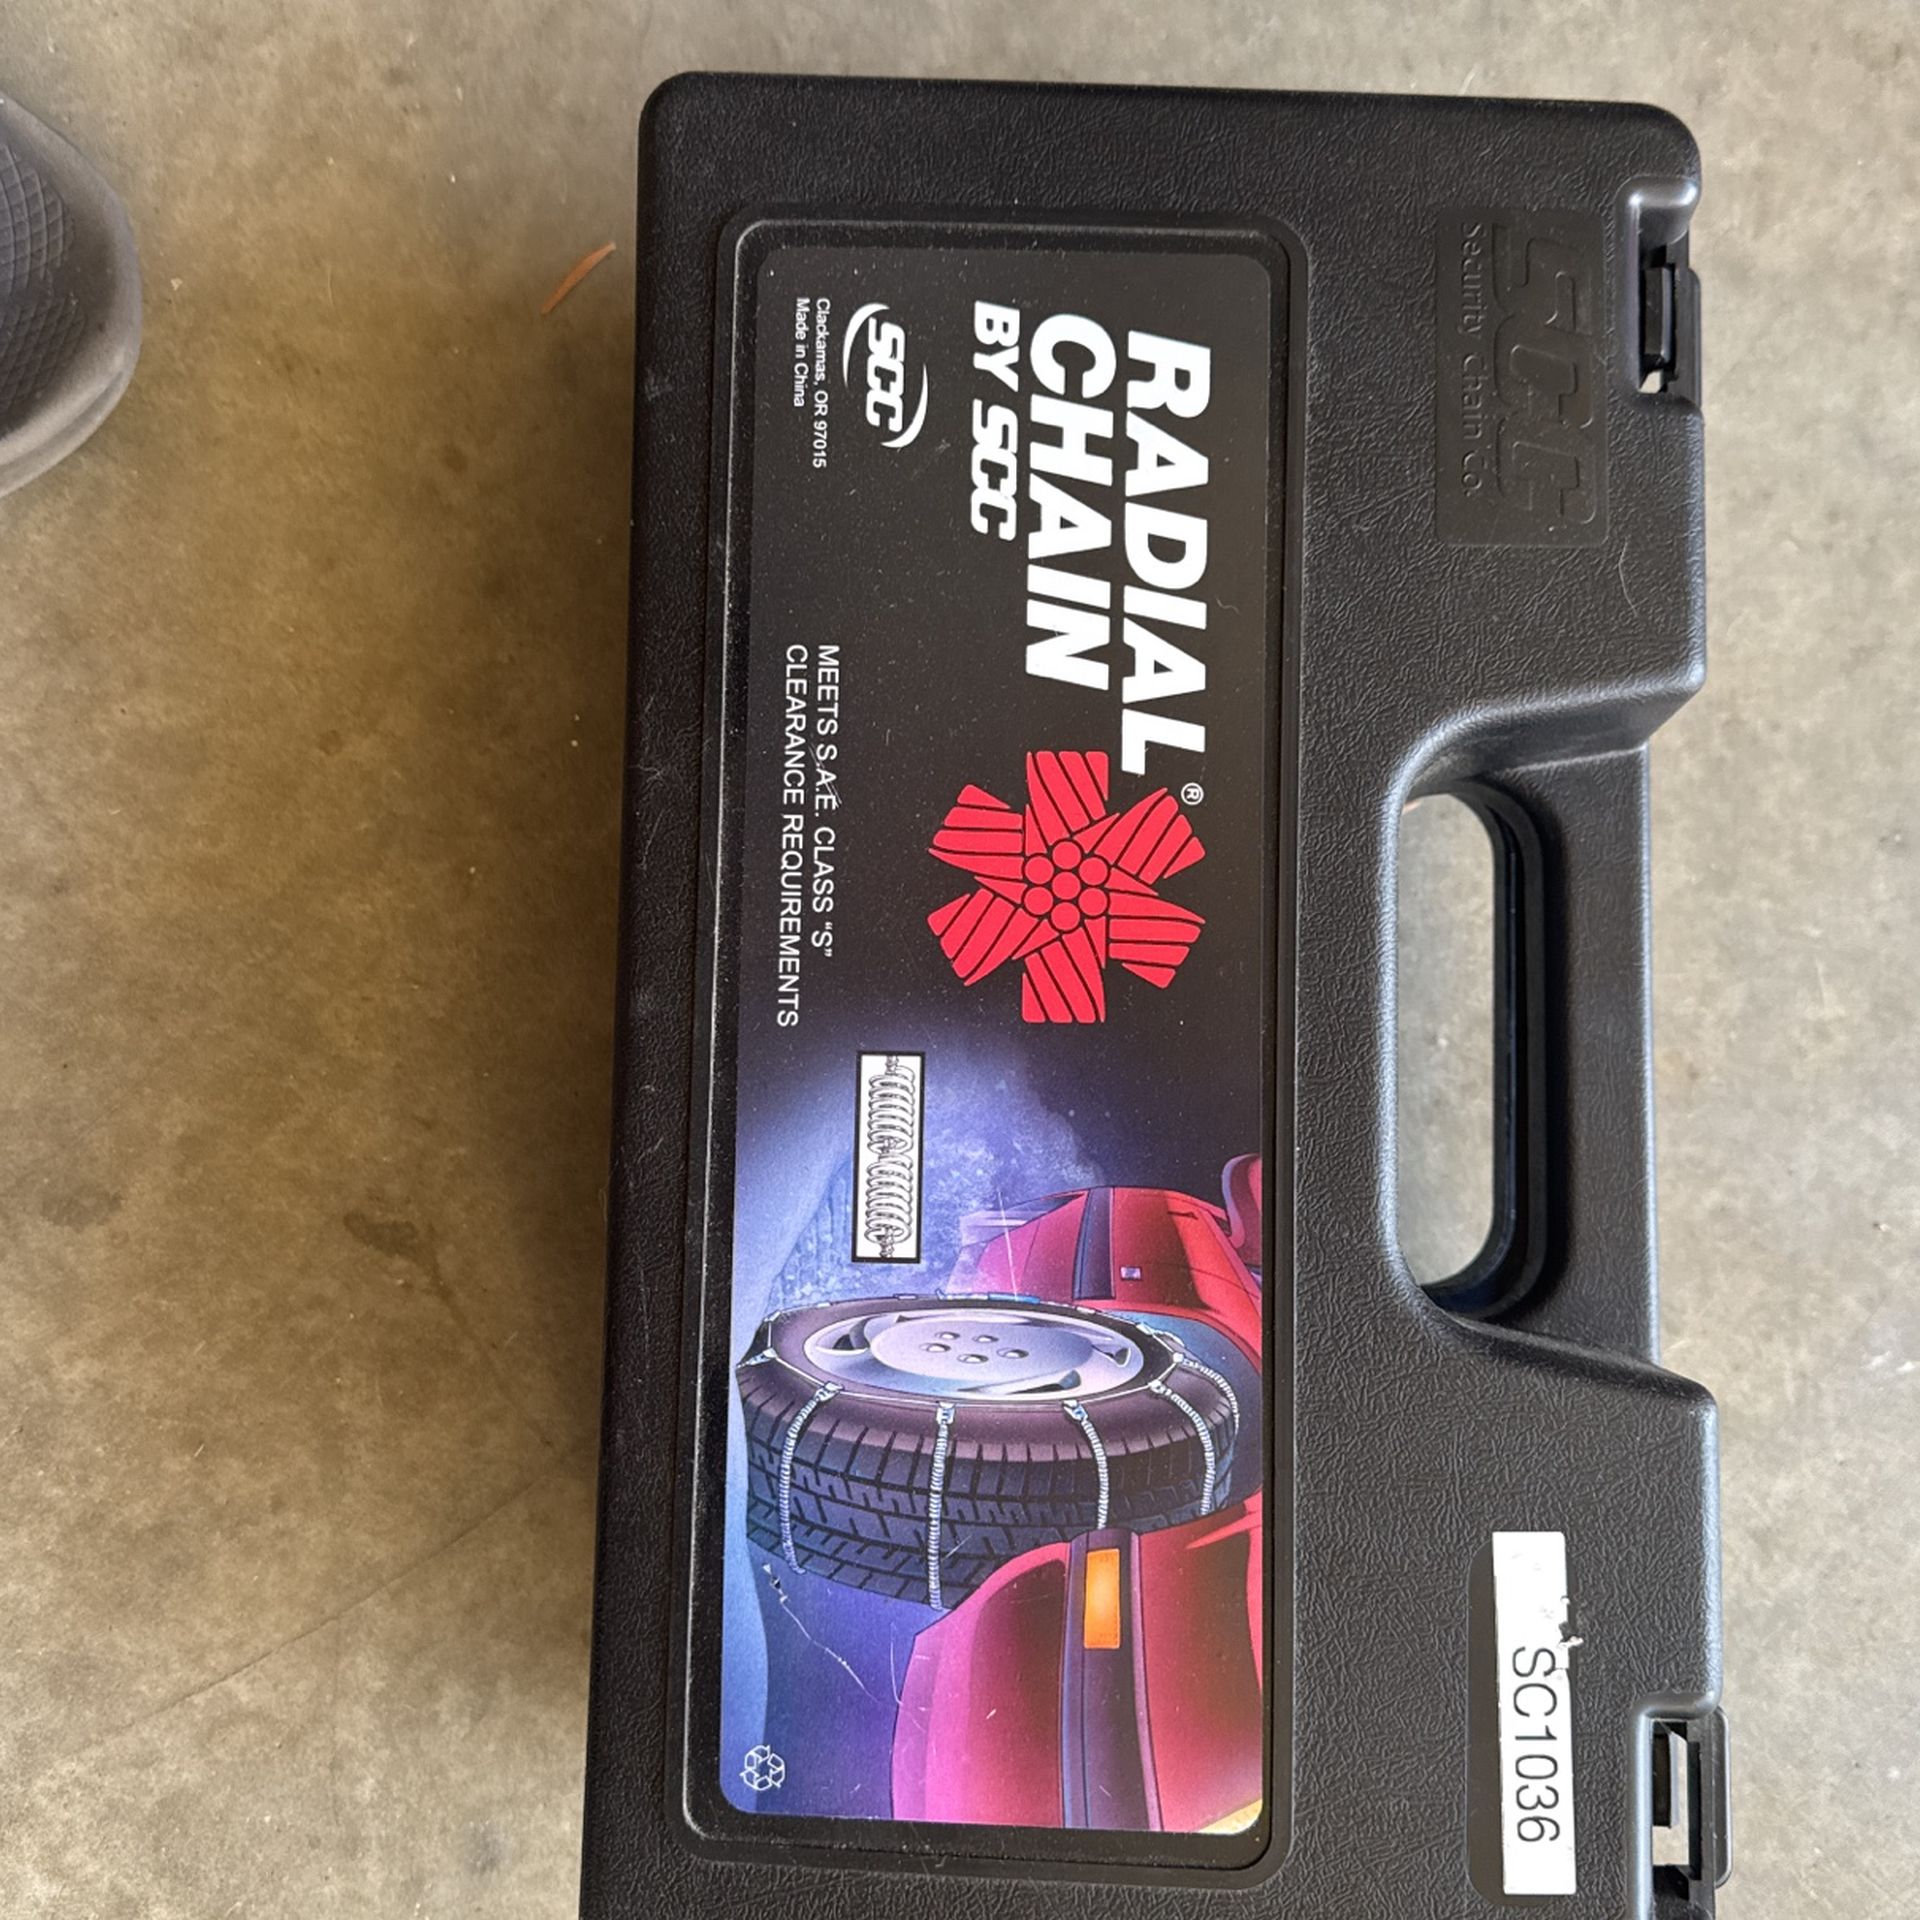 SCC
Security Chain Co.
RADIAL®
CHAIN
BY SCC
SCC
Clackamas, OR 97015
Made in China
MEETS S.A.E. CLASS “S”
CLEARANCE REQUIREMENTS
SC1036